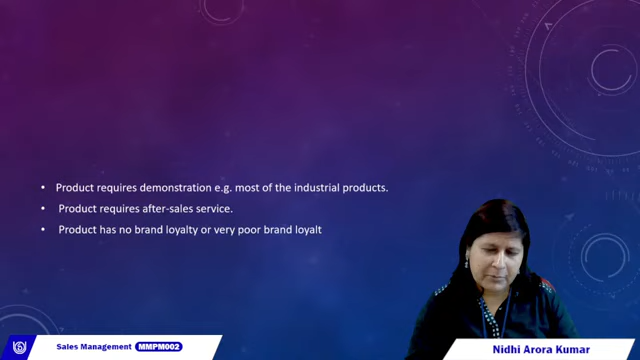 • Product requires demonstration e.g. most of the industrial products.
• Product requires after-sales service.
• Product has no brand loyalty or very poor brand loyalt
Sales Management MMPM002
Nidhi Arora Kumar